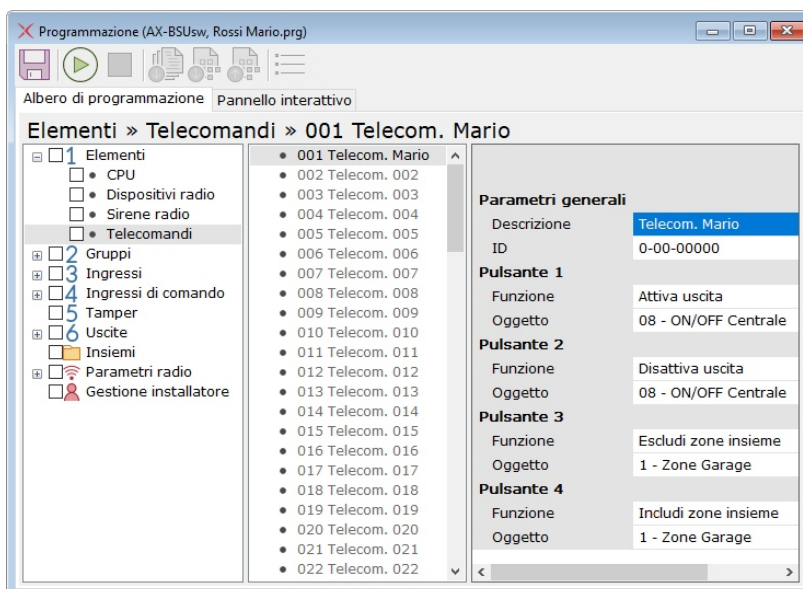 Programmazione (AX-BSUsw, Rossi Mario.prg)
Albero di programmazione Pannello interattivo
Elementi » Telecomandi » 001 Telecom. Mario
1 Elementi
CPU
Dispositivi radio
Sirene radio
Telecomandi
2 Gruppi
3 Ingressi
4 Ingressi di comando
5 Tamper
6 Uscite
Insiemi
Parametri radio
Gestione installatore
001 Telecom. Mario
002 Telecom. 002
003 Telecom. 003
004 Telecom. 004
005 Telecom. 005
006 Telecom. 006
007 Telecom. 007
008 Telecom. 008
009 Telecom. 009
010 Telecom. 010
011 Telecom. 011
012 Telecom. 012
013 Telecom. 013
014 Telecom. 014
015 Telecom. 015
016 Telecom. 016
017 Telecom. 017
018 Telecom. 018
019 Telecom. 019
020 Telecom. 020
021 Telecom. 021
022 Telecom. 022
Parametri generali
Descrizione Telecom. Mario
ID 0-00-00000
Pulsante 1
Funzione Attiva uscita
Oggetto 08 - ON/OFF Centrale
Pulsante 2
Funzione Disattiva uscita
Oggetto 08 - ON/OFF Centrale
Pulsante 3
Funzione Escludi zone insieme
Oggetto 1 - Zone Garage
Pulsante 4
Funzione Includi zone insieme
Oggetto 1 - Zone Garage